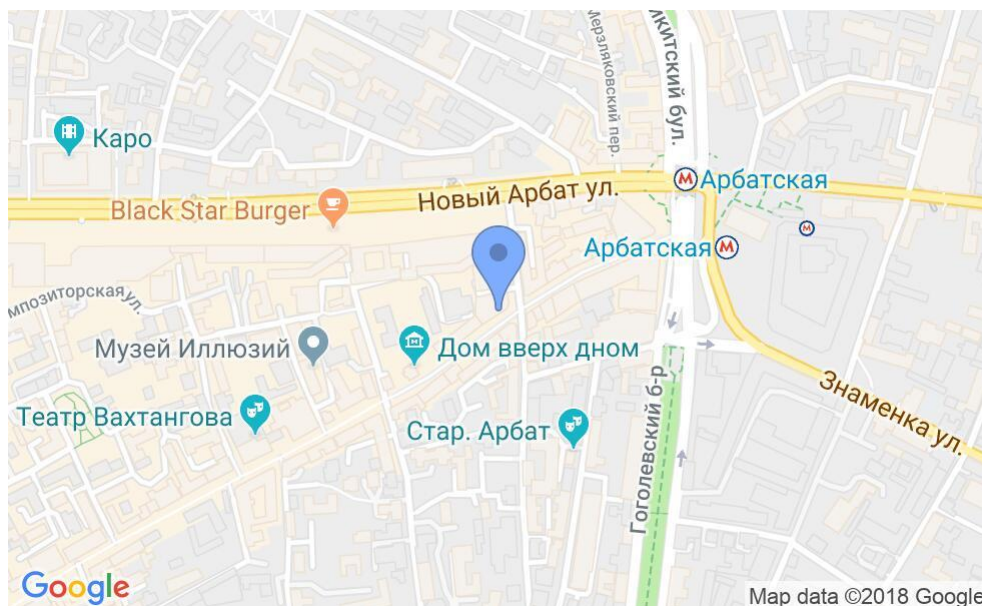 Мерзляковский пер.
икитский бул.
Каро
Арбатская
Новый Арбат ул.
Black Star Burger
Арбатская
мпозиторская ул.
Музей Иллюзий
Дом вверх дном
Театр Вахтангова
Стар. Арбат
Гоголевский б-р
Знаменка ул.
Google
Map data ©2018 Google